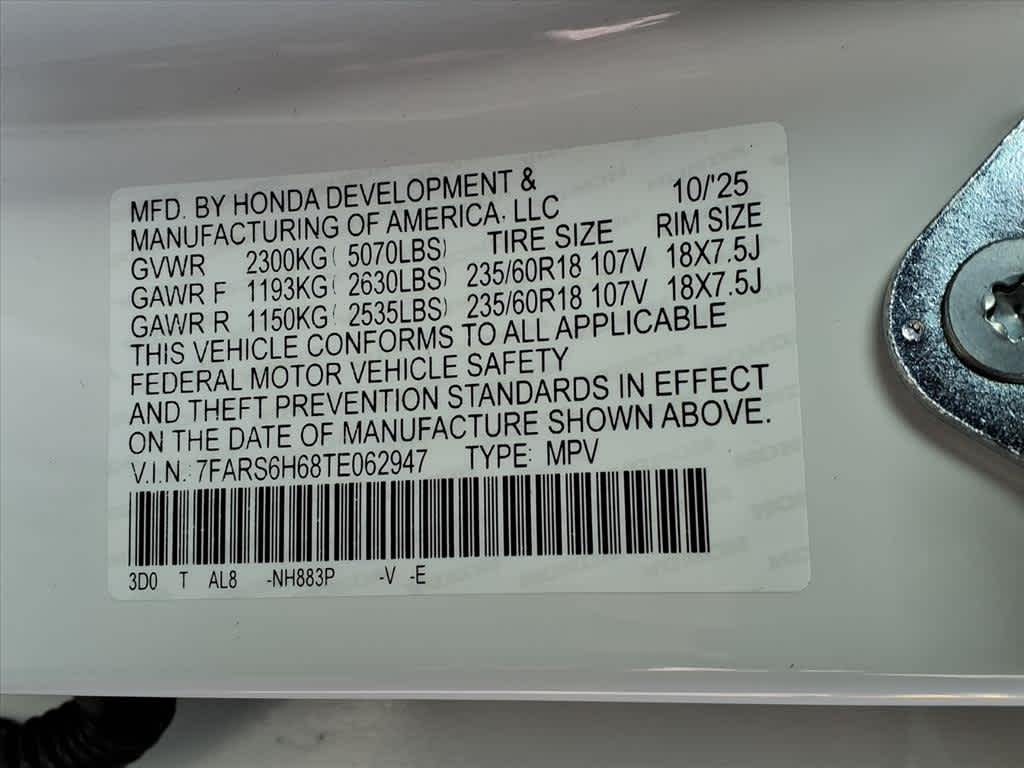 MFD. BY HONDA DEVELOPMENT & 10/'25
MANUFACTURING OF AMERICA, LLC
TIRE SIZE RIM SIZE
GVWR 2300KG( 5070LBS)
GAWR F 1193KG( 2630LBS) 235/60R18 107V 18X7.5J
GAWR R 1150KG( 2535LBS) 235/60R18 107V 18X7.5J
THIS VEHICLE CONFORMS TO ALL APPLICABLE
FEDERAL MOTOR VEHICLE SAFETY
AND THEFT PREVENTION STANDARDS IN EFFECT
ON THE DATE OF MANUFACTURE SHOWN ABOVE.
V.I.N.: 7FARS6H68TE062947 TYPE: MPV
3D0 T AL8 -NH883P -V -E